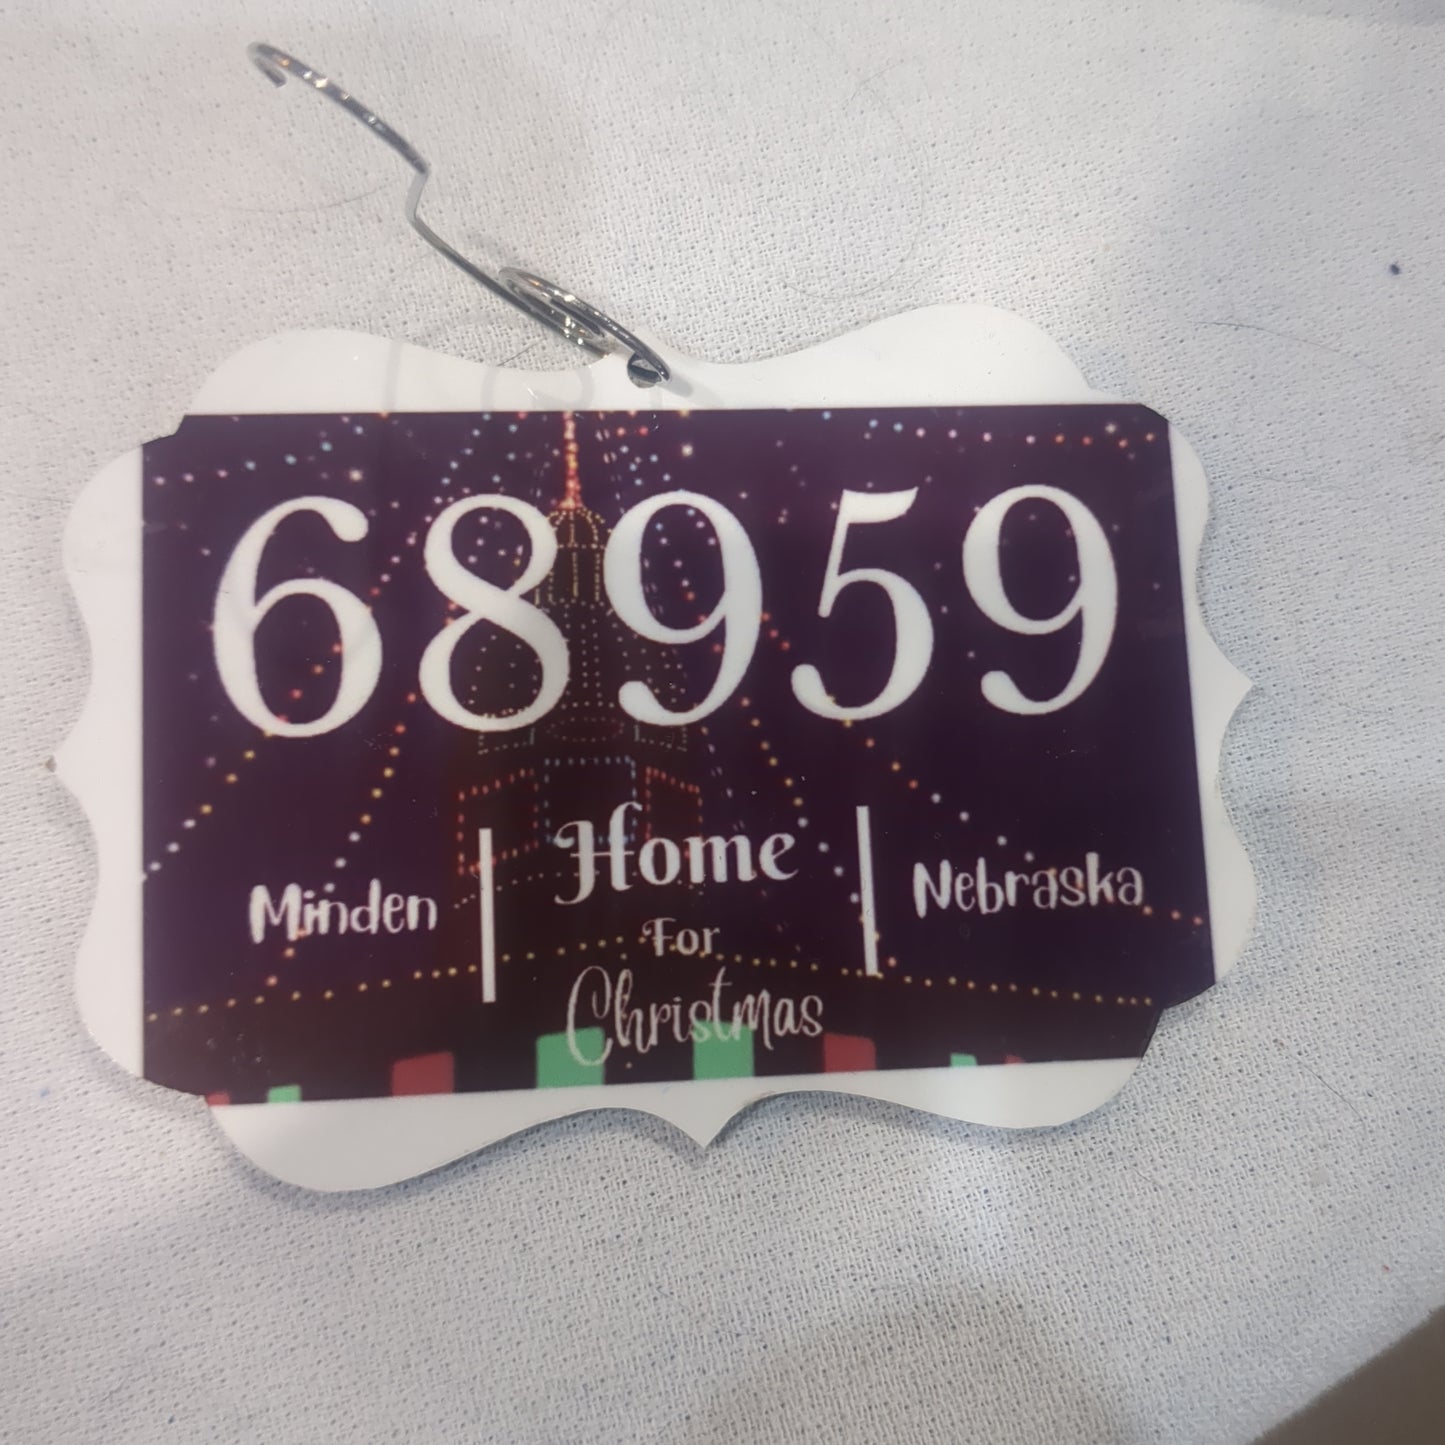 68959
Minden | Home | Nebraska
For
Christmas